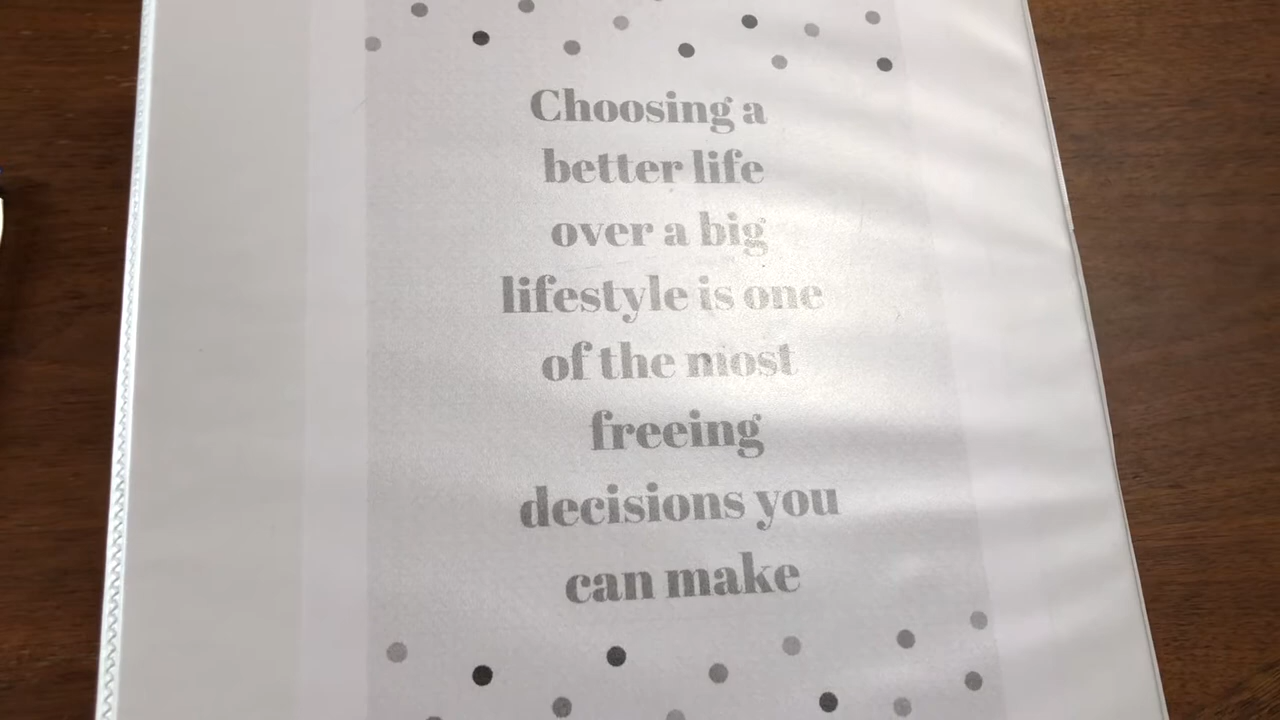 Choosing a
better life
over a big
lifestyle is one
of the most
freeing
decisions you
can make